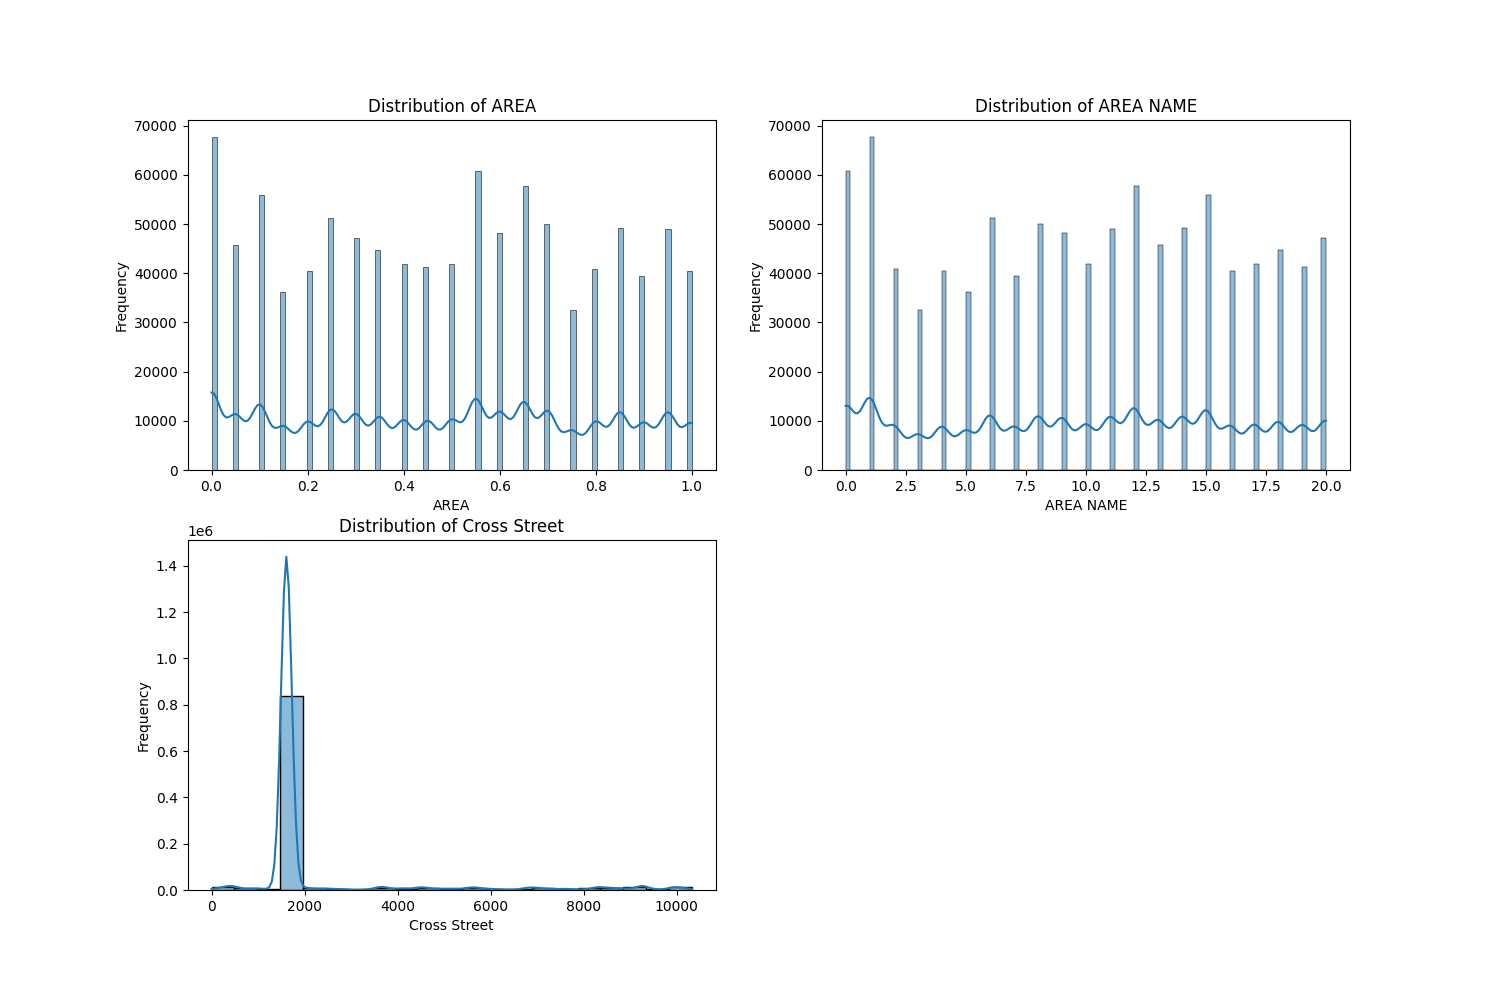 Distribution of AREA
70000
60000
50000
40000
30000
20000
10000
0
Frequency
0.0 0.2 0.4 0.6 0.8 1.0
AREA
Distribution of AREA NAME
70000
60000
50000
40000
30000
20000
10000
0
Frequency
0.0 2.5 5.0 7.5 10.0 12.5 15.0 17.5 20.0
AREA NAME
Distribution of Cross Street
1e6
1.4
1.2
1.0
0.8
0.6
0.4
0.2
0.0
Frequency
0 2000 4000 6000 8000 10000
Cross Street